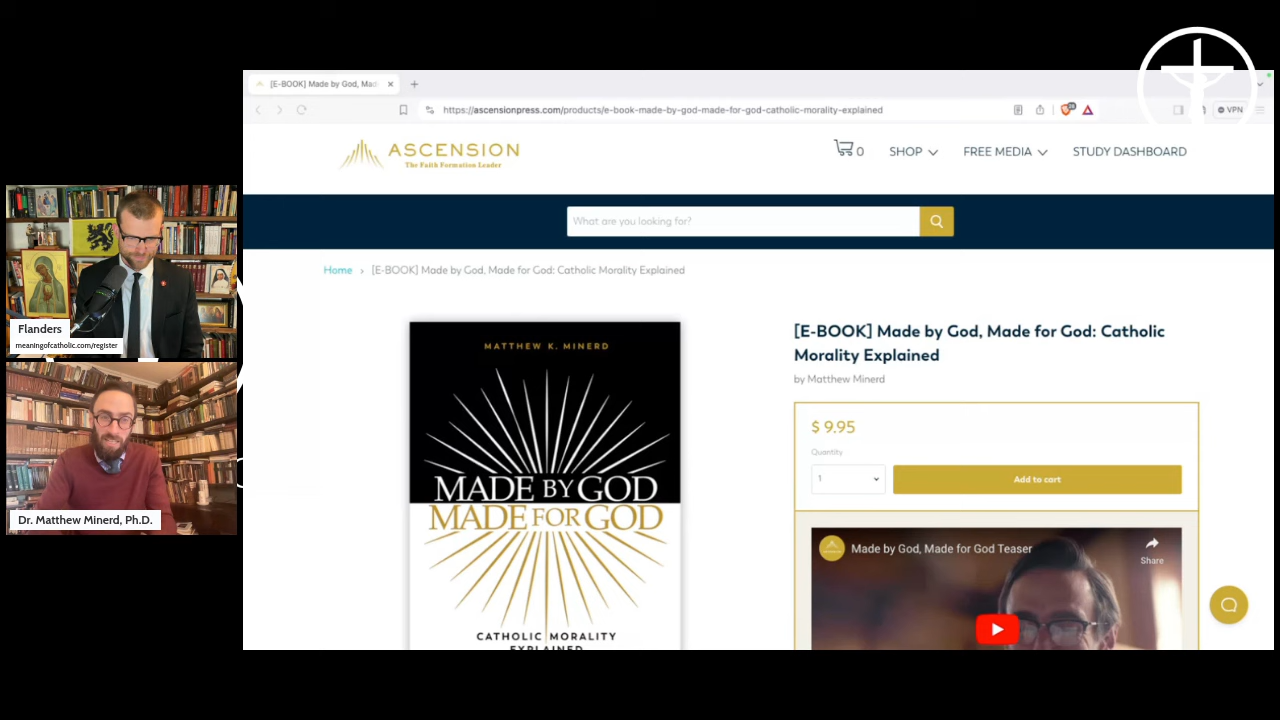 [E-BOOK] Made by God, Mad
https://ascensionpress.com/products/e-book-made-by-god-made-for-god-catholic-morality-explained
VPN
ASCENSION
The Faith Formation Leader
0
SHOP
FREE MEDIA
STUDY DASHBOARD
What are you looking for?
Home › [E-BOOK] Made by God, Made for God: Catholic Morality Explained
MATTHEW K. MINERD
MADE BY GOD
MADE FOR GOD
CATHOLIC MORALITY
EXPLAINED
[E-BOOK] Made by God, Made for God: Catholic
Morality Explained
by Matthew Minerd
$ 9.95
Quantity
1
Add to cart
Made by God, Made for God Teaser
Share
Flanders
meaningofcatholic.com/register
Dr. Matthew Minerd, Ph.D.